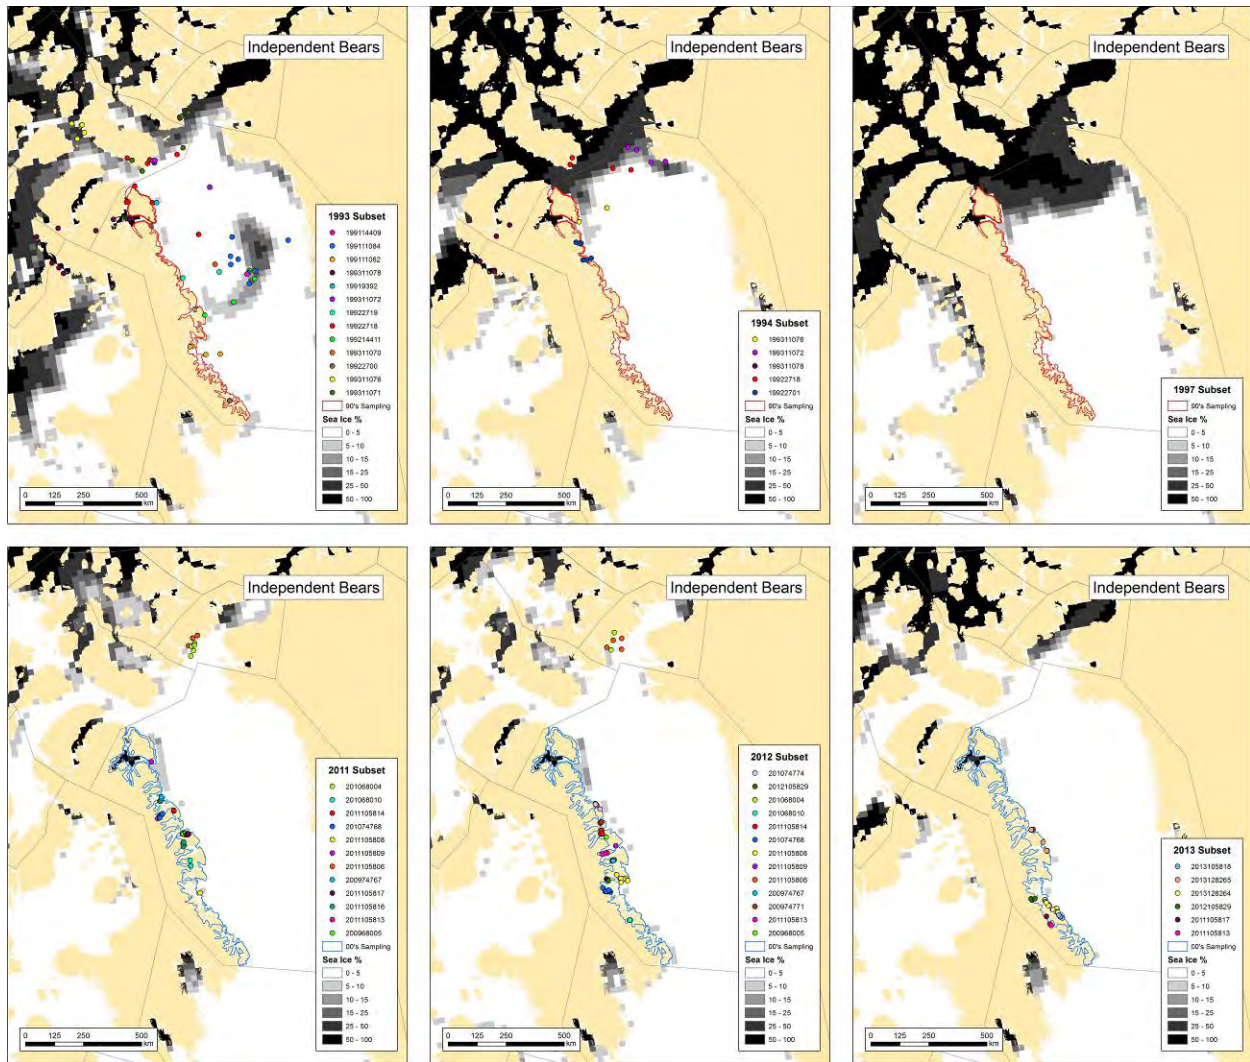 Independent Bears
1993 Subset
199114409
199111084
199111062
199311078
19919392
199311072
19922719
19922718
199214411
199311070
19922700
199311076
199311071
90's Sampling
Sea Ice %
0 - 5
5 - 10
10 - 15
15 - 25
25 - 50
50 - 100
0 125 250 500
km
Independent Bears
1994 Subset
199311076
199311072
199311078
19922718
19922701
90's Sampling
Sea Ice %
0 - 5
5 - 10
10 - 15
15 - 25
25 - 50
50 - 100
0 125 250 500
km
Independent Bears
1997 Subset
90's Sampling
Sea Ice %
0 - 5
5 - 10
10 - 15
15 - 25
25 - 50
50 - 100
0 125 250 500
km
Independent Bears
2011 Subset
201068004
201068010
2011105814
201074768
2011105808
2011105809
2011105806
200974767
2011105817
2011105816
2011105813
200968005
00's Sampling
Sea Ice %
0 - 5
5 - 10
10 - 15
15 - 25
25 - 50
50 - 100
0 125 250 500
km
Independent Bears
2012 Subset
201074774
2012105829
201068004
201068010
2011105814
201074768
2011105808
2011105809
2011105806
200974767
200974771
2011105813
200968005
00's Sampling
Sea Ice %
0 - 5
5 - 10
10 - 15
15 - 25
25 - 50
50 - 100
0 125 250 500
km
Independent Bears
2013 Subset
2013105818
2013128265
2013128264
2012105829
2011105817
2011105813
00's Sampling
Sea Ice %
0 - 5
5 - 10
10 - 15
15 - 25
25 - 50
50 - 100
0 125 250 500
km